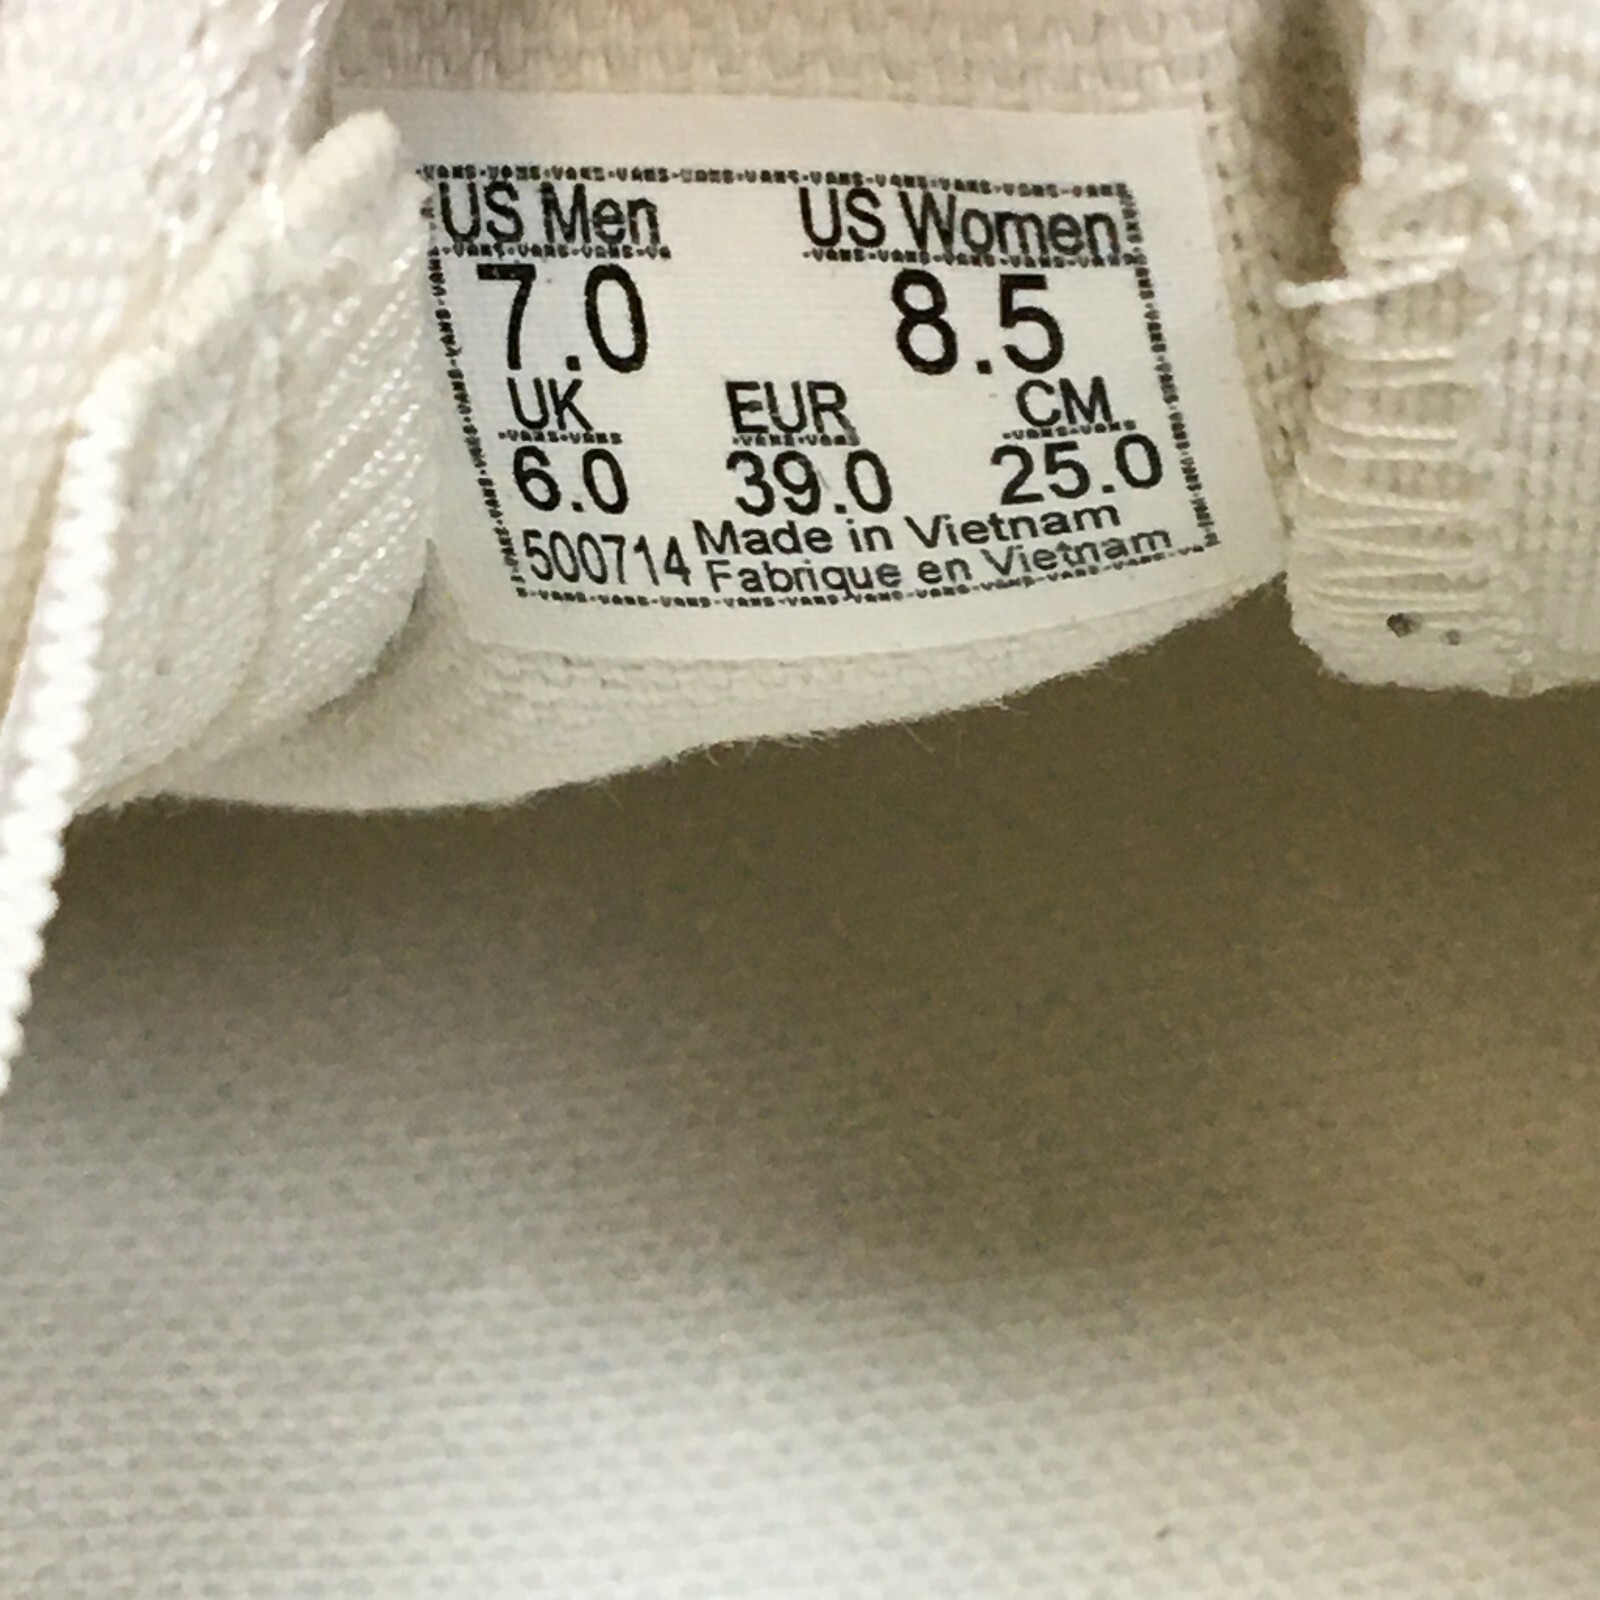 US Men US Women
7.0 8.5
UK EUR CM
6.0 39.0 25.0
500714 Made in Vietnam
Fabrique en Vietnam